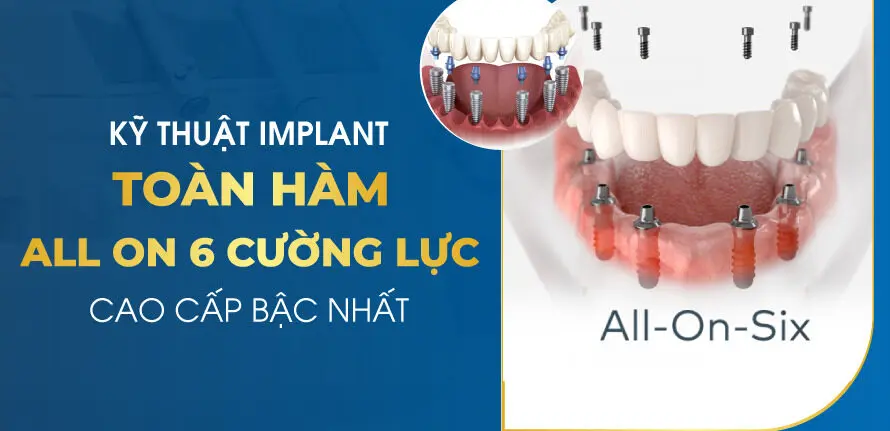 KỸ THUẬT IMPLANT
TOÀN HÀM
ALL ON 6 CƯỜNG LỰC
CAO CẤP BẬC NHẤT
All-On-Six